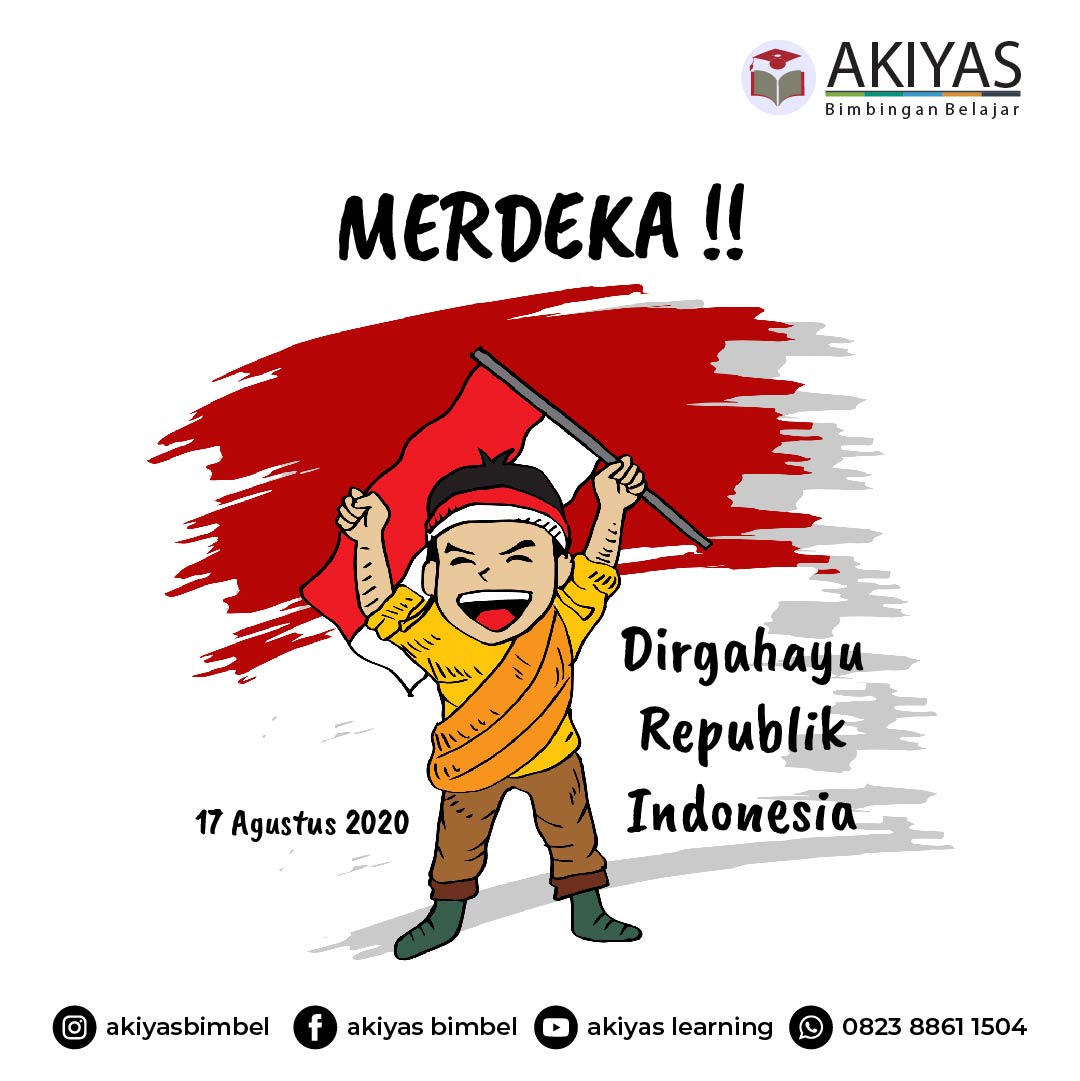 AKIYAS
Bimbingan Belajar
MERDEKA !!
Dirgahayu
Republik
Indonesia
17 Agustus 2020
akiyasbimbel akiyas bimbel akiyas learning 0823 8861 1504